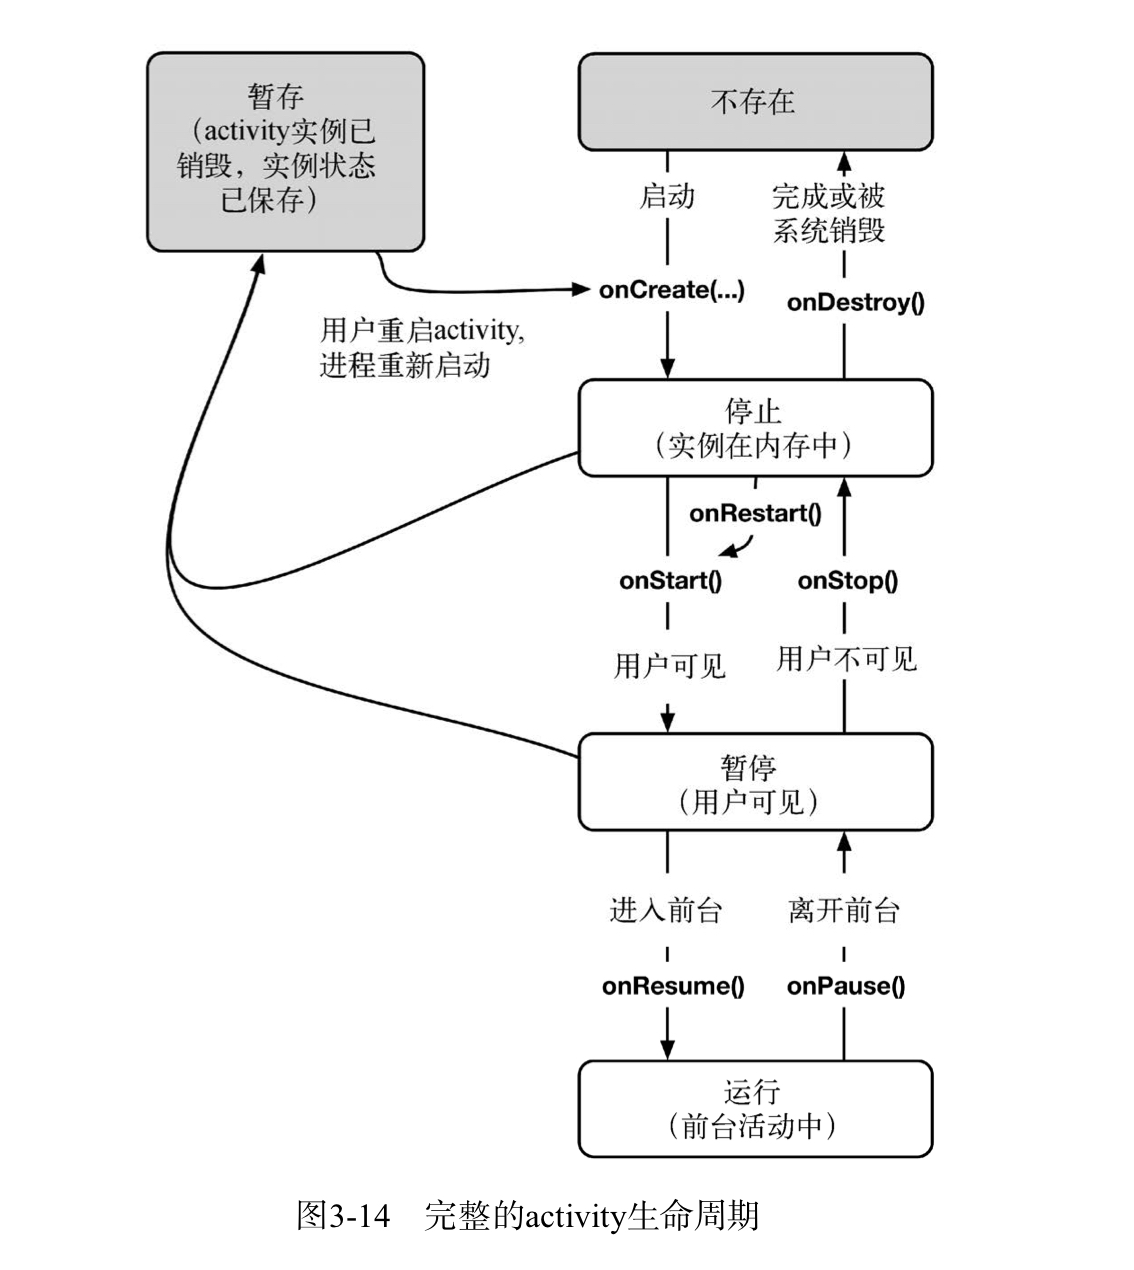 暂存
（activity实例已
销毁，实例状态
已保存）
不存在
启动
完成或被
系统销毁
onCreate(...)
onDestroy()
用户重启activity,
进程重新启动
停止
（实例在内存中）
onRestart()
onStart()
onStop()
用户可见
用户不可见
暂停
（用户可见）
进入前台
离开前台
onResume()
onPause()
运行
（前台活动中）
图3-14 完整的activity生命周期